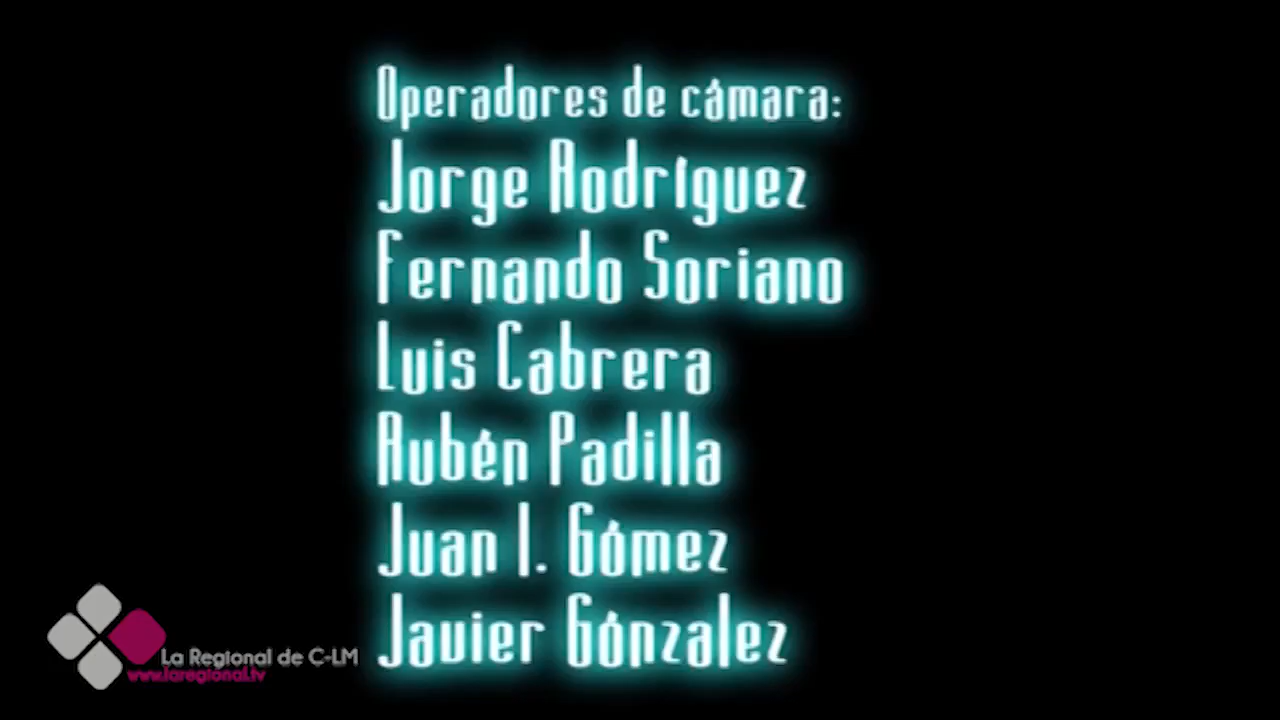 Operadores de cámara:
Jorge Rodríguez
Fernando Soriano
Luis Cabrera
Rubén Padilla
Juan I. Gómez
Javier Gónzalez
La Regional de C-LM
www.laregional.tv